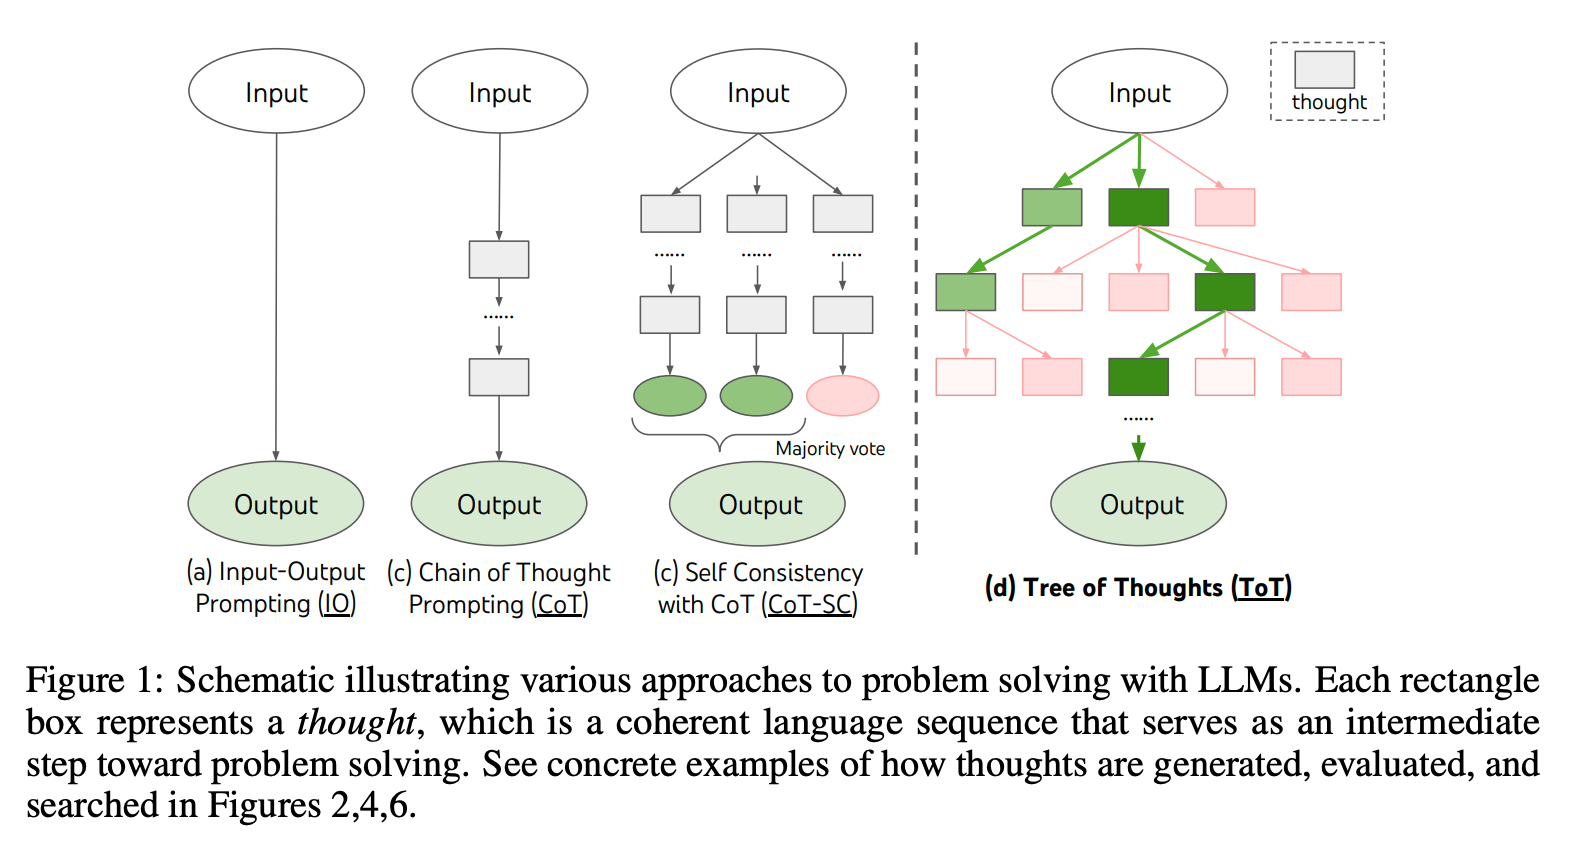 Input
Input
Input
Input
thought
......
......
......
......
......
Majority vote
Output
Output
Output
Output
(a) Input-Output
Prompting (IO)
(c) Chain of Thought
Prompting (CoT)
(c) Self Consistency
with CoT (CoT-SC)
(d) Tree of Thoughts (ToT)
Figure 1: Schematic illustrating various approaches to problem solving with LLMs. Each rectangle
box represents a thought, which is a coherent language sequence that serves as an intermediate
step toward problem solving. See concrete examples of how thoughts are generated, evaluated, and
searched in Figures 2,4,6.